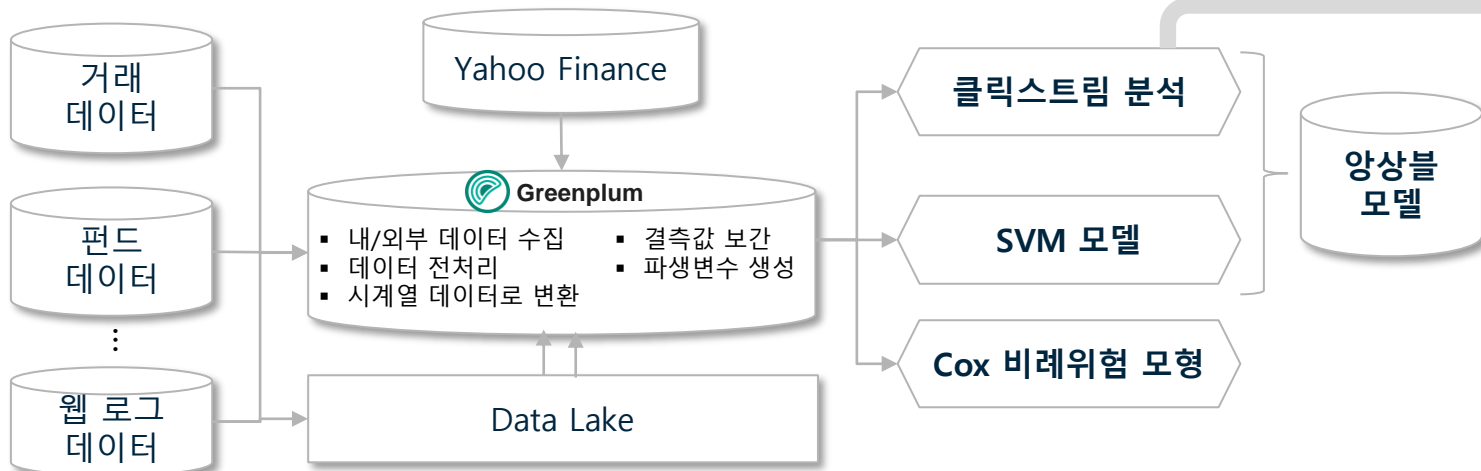 거래
데이터
펀드
데이터
⋮
웹 로그
데이터
Yahoo Finance
Greenplum
▪ 내/외부 데이터 수집
▪ 데이터 전처리
▪ 시계열 데이터로 변환
▪ 결측값 보간
▪ 파생변수 생성
Data Lake
클릭스트림 분석
SVM 모델
Cox 비례위험 모형
앙상블
모델